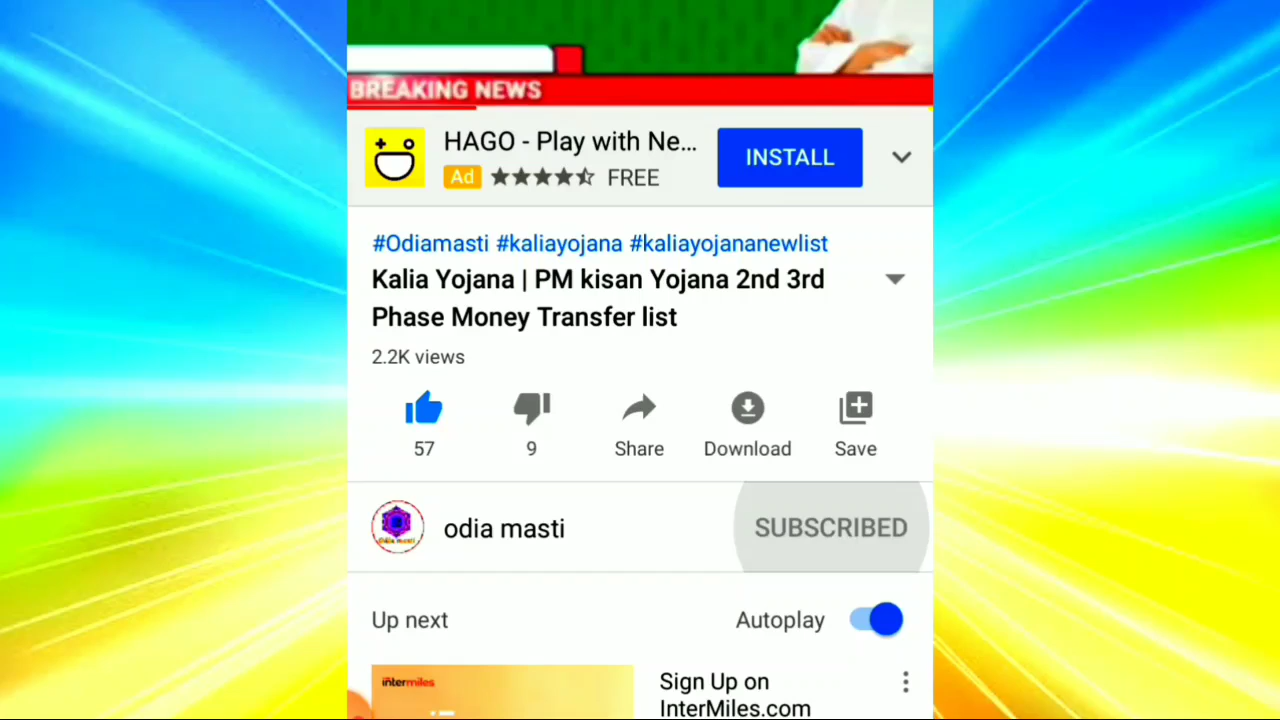 BREAKING NEWS
HAGO - Play with Ne...
INSTALL
Ad FREE
#Odiamasti #kaliayojana #kaliayojananewlist
Kalia Yojana | PM kisan Yojana 2nd 3rd
Phase Money Transfer list
2.2K views
57 9 Share Download Save
odia masti
SUBSCRIBED
Up next Autoplay
intermiles
Sign Up on
InterMiles.com